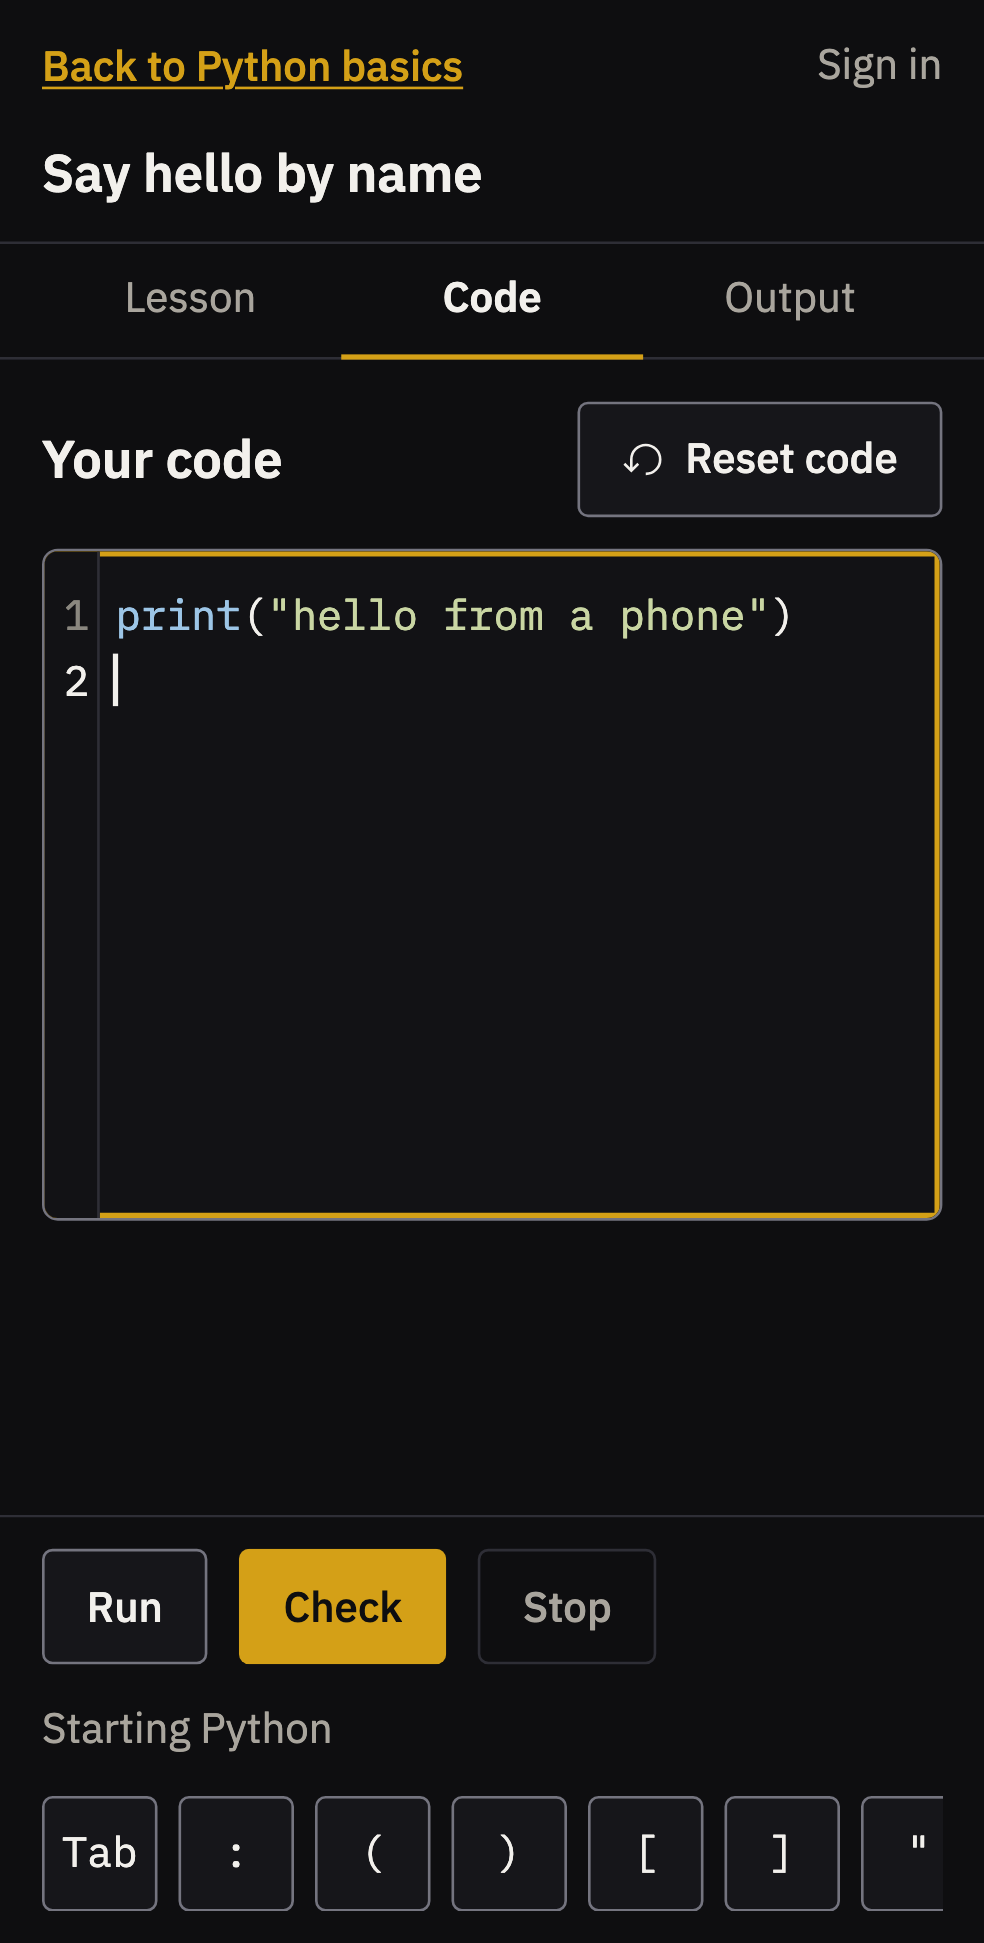 Back to Python basics
Sign in
Say hello by name
Lesson Code Output
Your code
Reset code
1 print("hello from a phone")
2
Run Check Stop
Starting Python
Tab : ( ) [ ] "